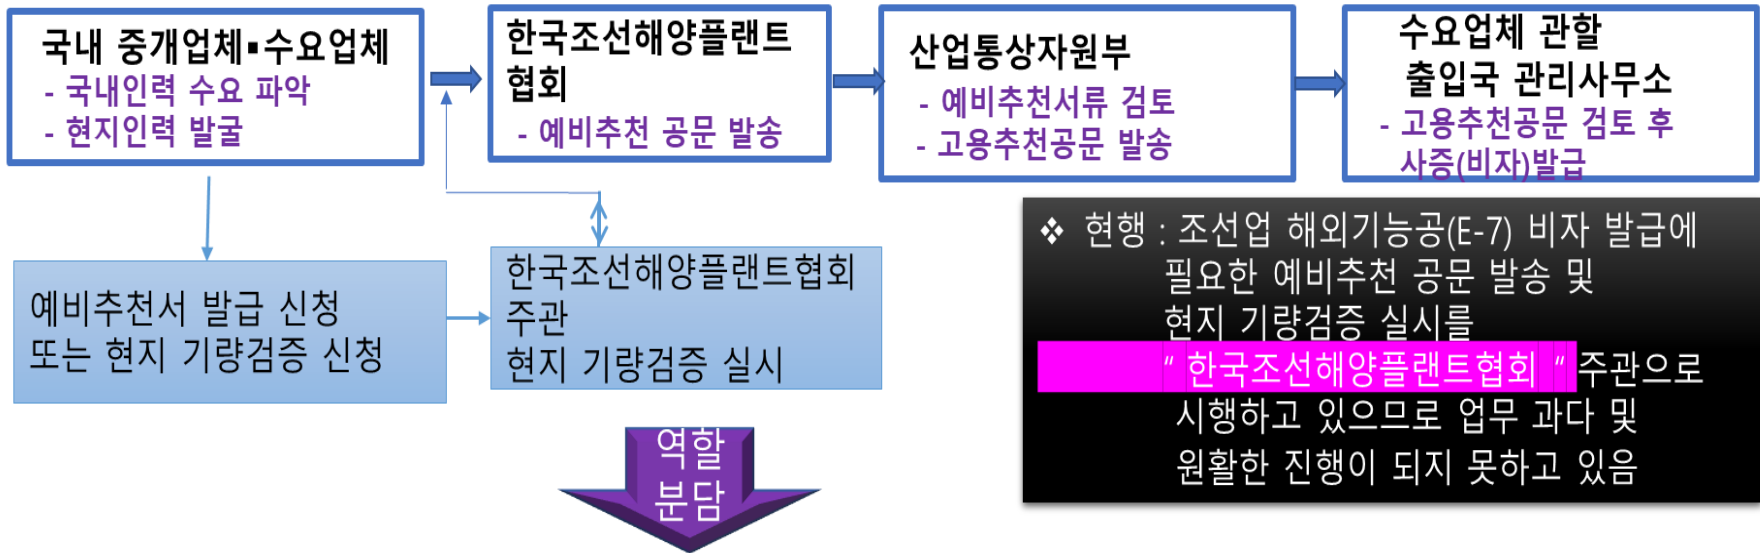 국내 중개업체▪수요업체
- 국내인력 수요 파악
- 현지인력 발굴
한국조선해양플랜트
협회
- 예비추천 공문 발송
산업통상자원부
- 예비추천서류 검토
- 고용추천공문 발송
수요업체 관할
출입국 관리사무소
- 고용추천공문 검토 후
사증(비자)발급
예비추천서 발급 신청
또는 현지 기량검증 신청
한국조선해양플랜트협회
주관
현지 기량검증 실시
❖ 현행 : 조선업 해외기능공(E-7) 비자 발급에
필요한 예비추천 공문 발송 및
현지 기량검증 실시를
“ 한국조선해양플랜트협회 “ 주관으로
시행하고 있으므로 업무 과다 및
원활한 진행이 되지 못하고 있음
역할
분담